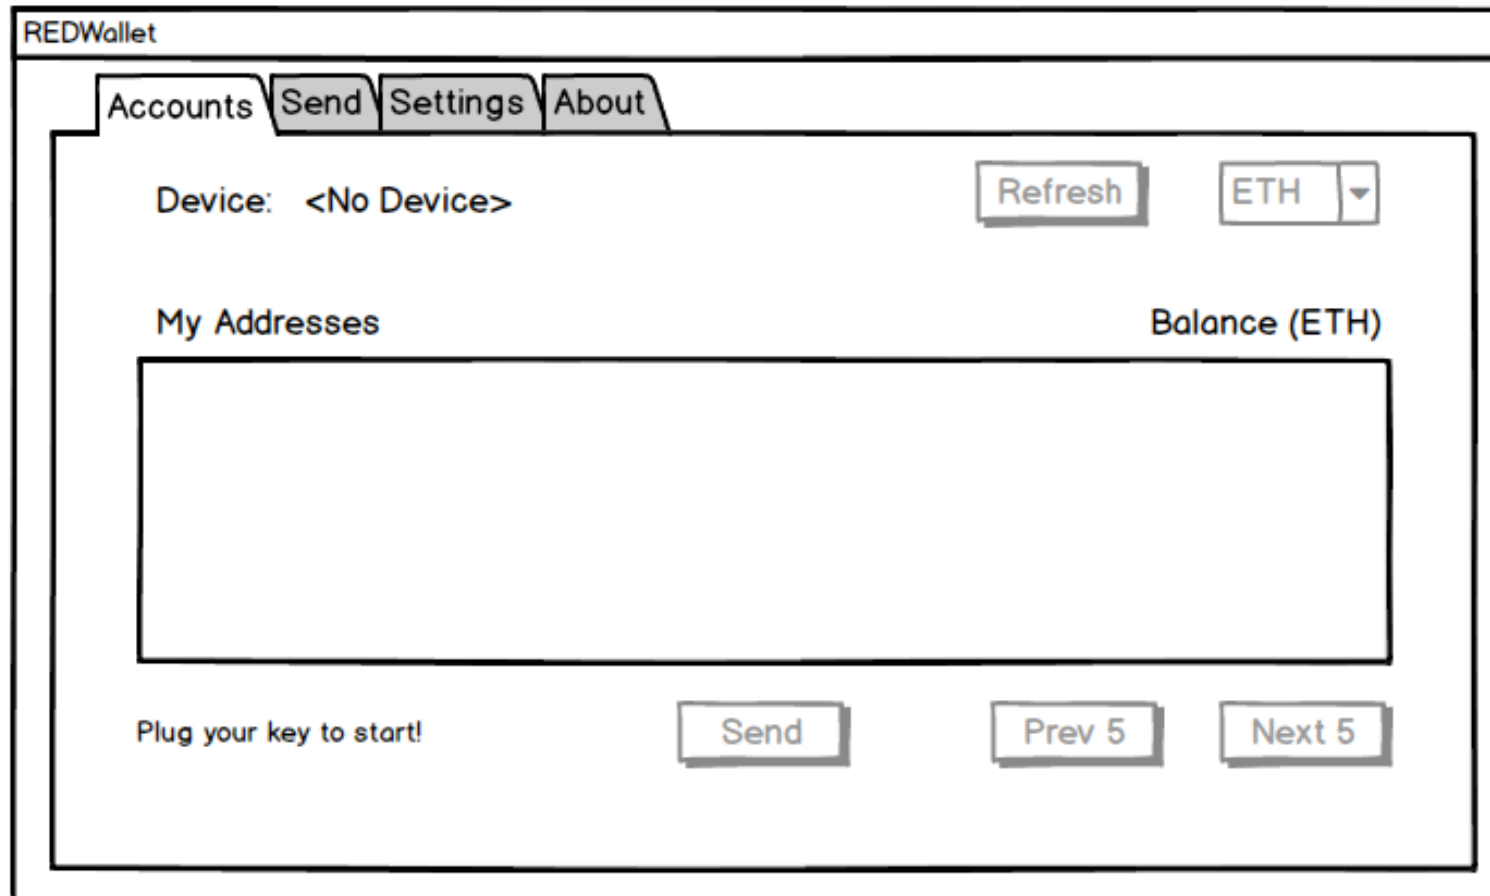 REDWallet
Accounts Send Settings About
Device: <No Device> Refresh ETH
My Addresses Balance (ETH)
Plug your key to start! Send Prev 5 Next 5